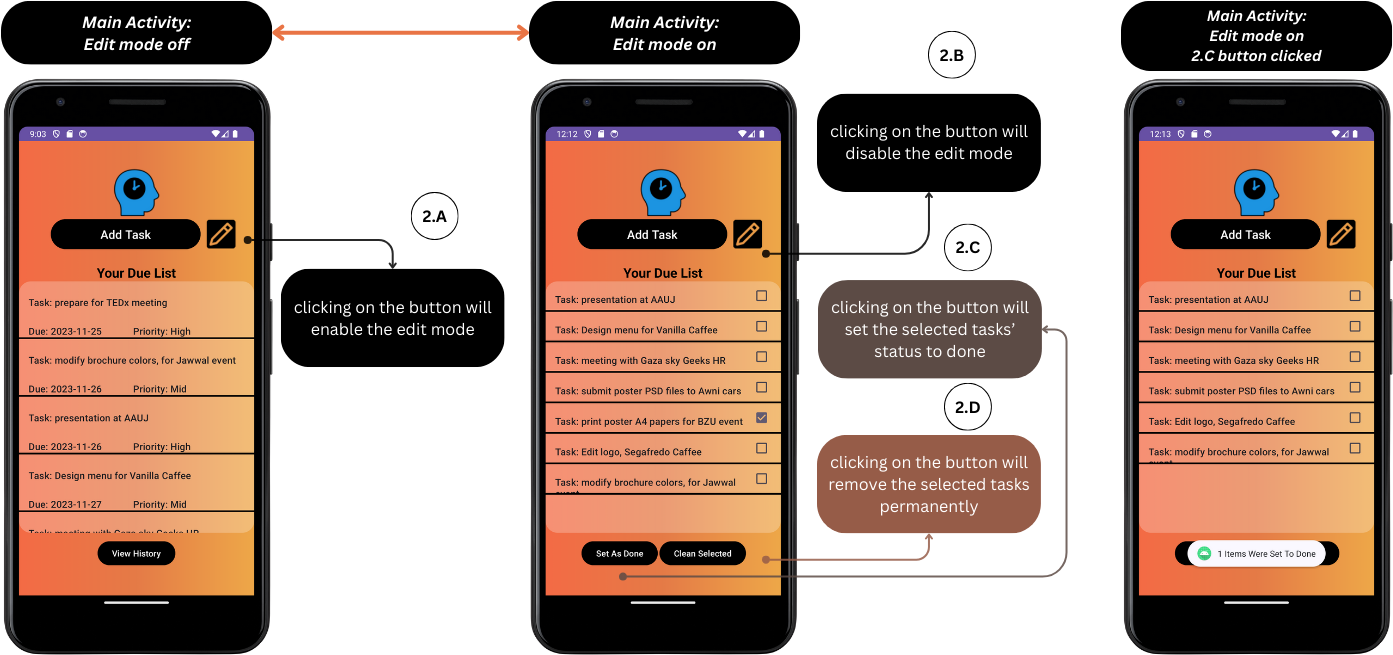 Main Activity:
Edit mode off
Main Activity:
Edit mode on
Main Activity:
Edit mode on
2.C button clicked
9:03
Add Task
Your Due List
Task: prepare for TEDx meeting
Due: 2023-11-25 Priority: High
Task: modify brochure colors, for Jawwal event
Due: 2023-11-26 Priority: Mid
Task: presentation at AAUJ
Due: 2023-11-26 Priority: High
Task: Design menu for Vanilla Caffee
Due: 2023-11-27 Priority: Mid
Task: meeting with Gaza sky Geeks HR
View History
2.A
clicking on the button will
enable the edit mode
12:12
Add Task
Your Due List
Task: presentation at AAUJ
Task: Design menu for Vanilla Caffee
Task: meeting with Gaza sky Geeks HR
Task: submit poster PSD files to Awni cars
Task: print poster A4 papers for BZU event
Task: Edit logo, Segafredo Caffee
Task: modify brochure colors, for Jawwal
event
Set As Done
Clean Selected
2.B
clicking on the button will
disable the edit mode
2.C
clicking on the button will
set the selected tasks’
status to done
2.D
clicking on the button will
remove the selected tasks
permanently
12:13
Add Task
Your Due List
Task: presentation at AAUJ
Task: Design menu for Vanilla Caffee
Task: meeting with Gaza sky Geeks HR
Task: submit poster PSD files to Awni cars
Task: Edit logo, Segafredo Caffee
Task: modify brochure colors, for Jawwal
event
1 Items Were Set To Done